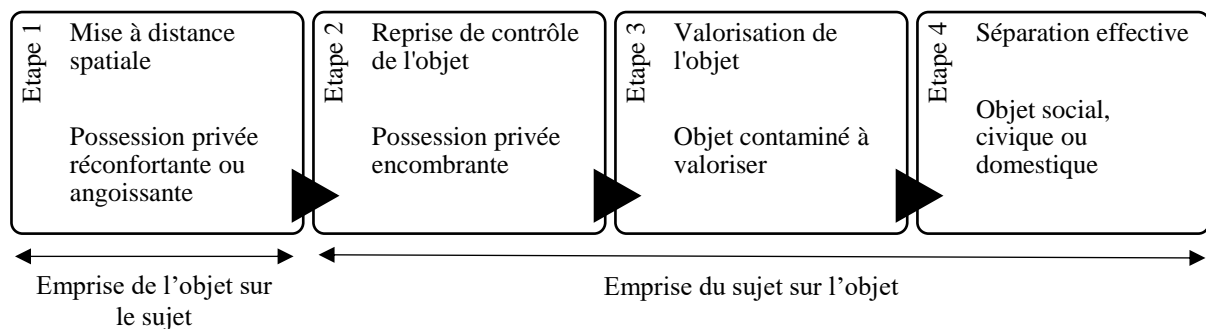 Etape 1
Mise à distance
spatiale
Possession privée
réconfortante ou
angoissante
Etape 2
Reprise de contrôle
de l'objet
Possession privée
encombrante
Etape 3
Valorisation de
l'objet
Objet contaminé à
valoriser
Etape 4
Séparation effective
Objet social,
civique ou
domestique
Emprise de l’objet sur
le sujet
Emprise du sujet sur l’objet